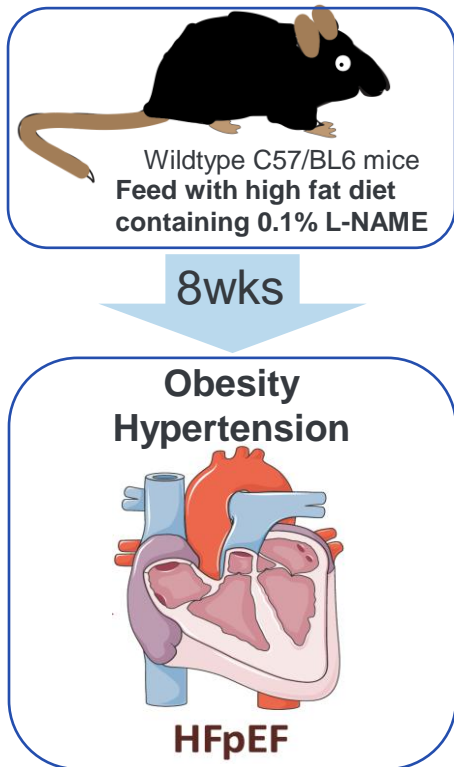 Wildtype C57/BL6 mice
Feed with high fat diet
containing 0.1% L-NAME
8wks
Obesity
Hypertension
HFpEF